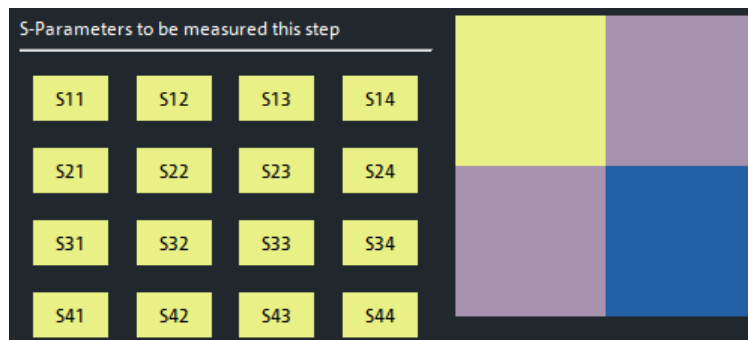 S-Parameters to be measured this step
S11 S12 S13 S14
S21 S22 S23 S24
S31 S32 S33 S34
S41 S42 S43 S44